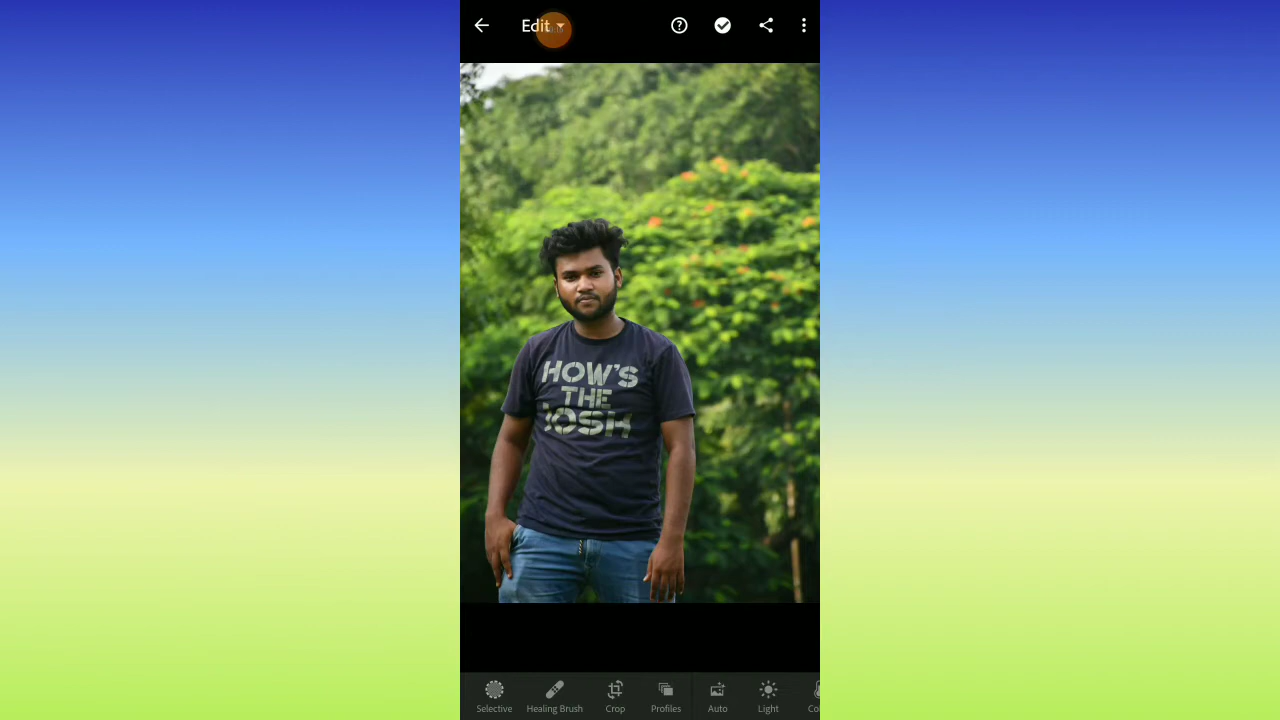 Edit
HOW'S
THE
JOSH
Selective
Healing Brush
Crop
Profiles
Auto
Light